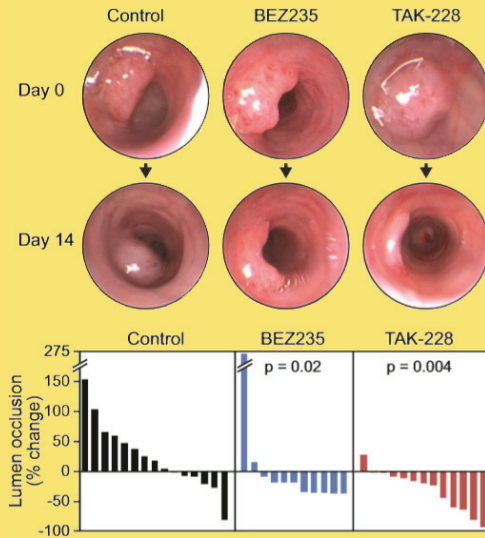 Control BEZ235 TAK-228
Day 0
Day 14
Control BEZ235 TAK-228
275
p = 0.02 p = 0.004
150
100
50
0
-50
-100
Lumen occlusion
(% change)